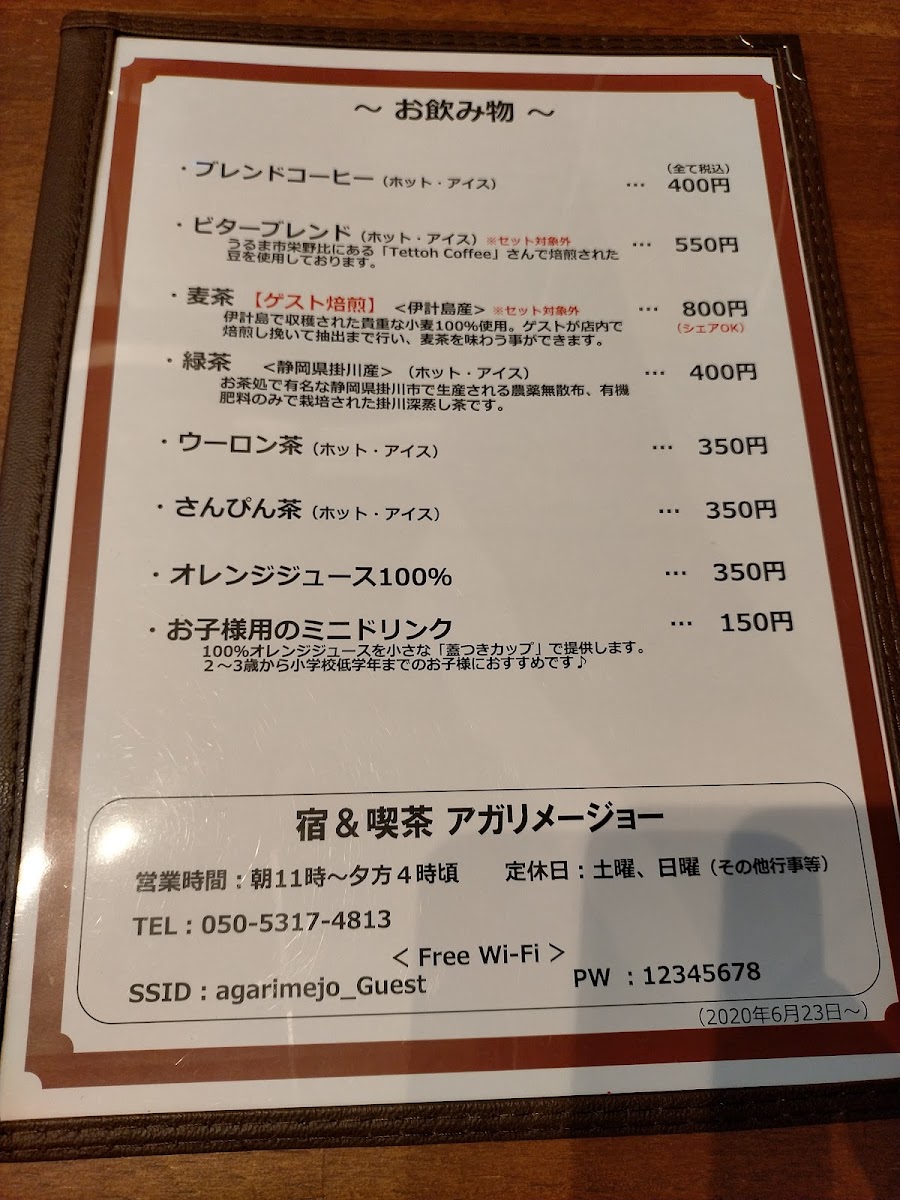 ～ お飲み物 ～
（全て税込）
・ブレンドコーヒー（ホット・アイス） … 400円
・ビターブレンド（ホット・アイス）※セット対象外 … 550円
うるま市栄野比にある「Tettoh Coffee」さんで焙煎された
豆を使用しております。
・麦茶 【ゲスト焙煎】 <伊計島産> ※セット対象外 … 800円
（シェアOK）
伊計島で収穫された貴重な小麦100%使用。ゲストが店内で
焙煎し挽いて抽出まで行い、麦茶を味わう事ができます。
・緑茶 <静岡県掛川産> （ホット・アイス） … 400円
お茶処で有名な静岡県掛川市で生産される農薬無散布、有機
肥料のみで栽培された掛川深蒸し茶です。
・ウーロン茶（ホット・アイス） … 350円
・さんぴん茶（ホット・アイス） … 350円
・オレンジジュース100% … 350円
・お子様用のミニドリンク … 150円
100%オレンジジュースを小さな「蓋つきカップ」で提供します。
２～3歳から小学校低学年までのお子様におすすめです♪
宿＆喫茶 アガリメージョー
営業時間：朝11時～夕方４時頃 定休日：土曜、日曜（その他行事等）
TEL：050-5317-4813
< Free Wi-Fi >
SSID：agarimejo_Guest PW ：12345678
（2020年6月23日～）